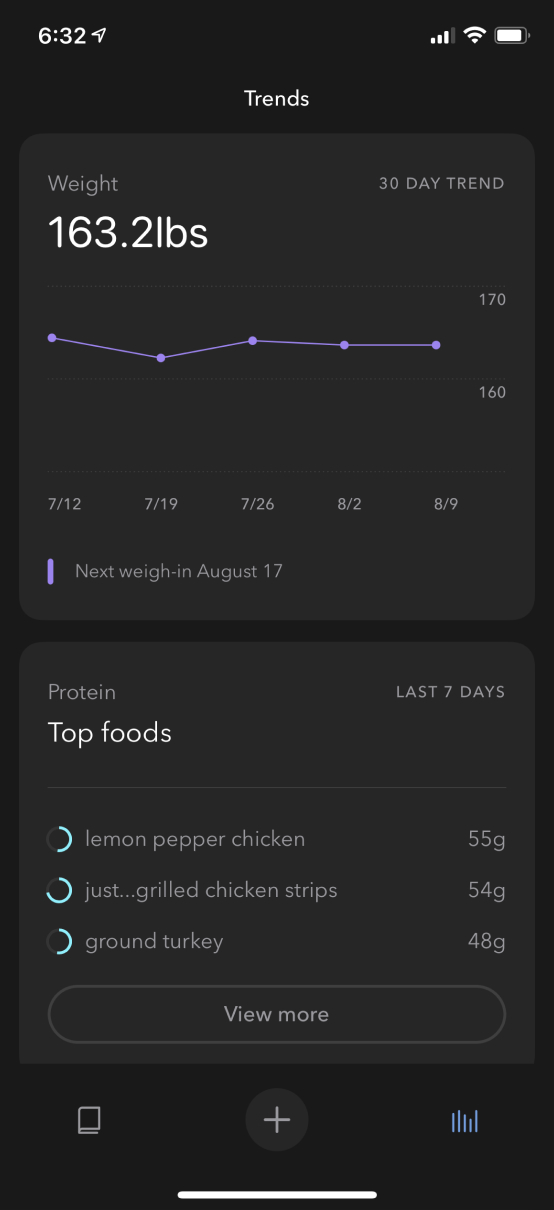 6:32
Trends
Weight 30 DAY TREND
163.2lbs
170
160
7/12 7/19 7/26 8/2 8/9
Next weigh-in August 17
Protein LAST 7 DAYS
Top foods
lemon pepper chicken 55g
just...grilled chicken strips 54g
ground turkey 48g
View more